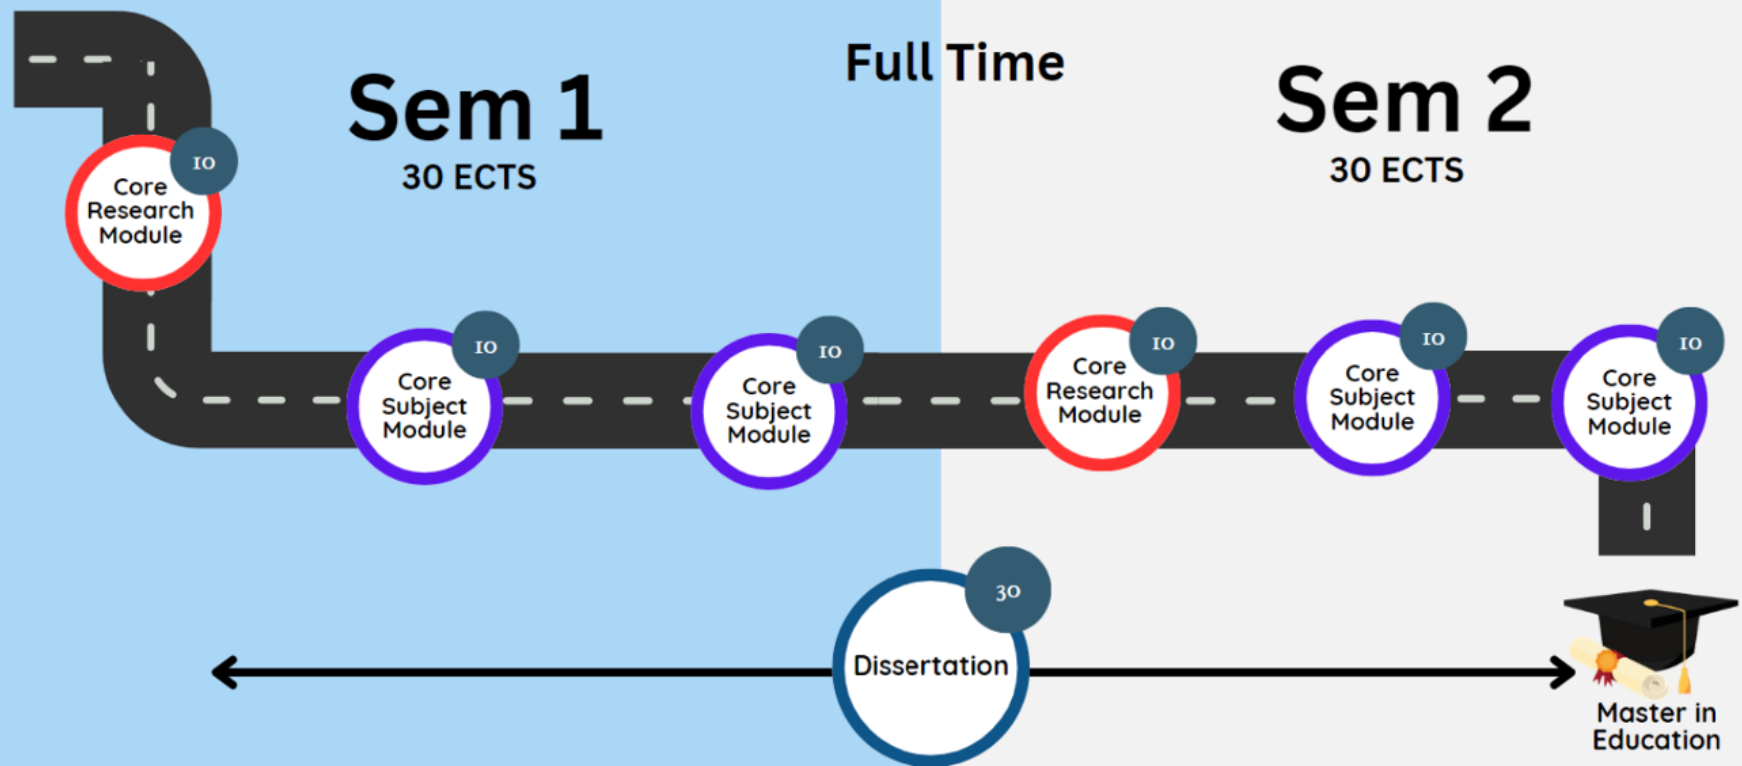 Full Time
Sem 1
30 ECTS
Sem 2
30 ECTS
10
Core
Research
Module
10
Core
Subject
Module
10
Core
Subject
Module
10
Core
Research
Module
10
Core
Subject
Module
10
Core
Subject
Module
30
Dissertation
Master in
Education